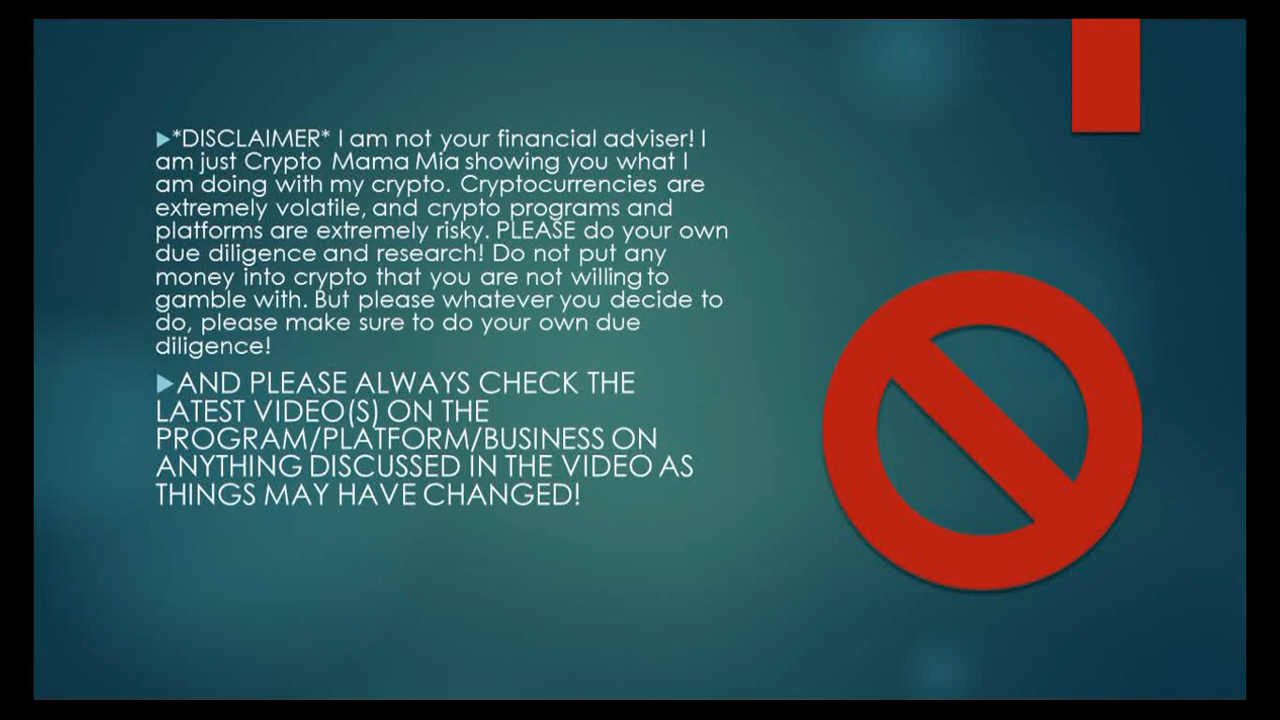 *DISCLAIMER* I am not your financial adviser! I
am just Crypto Mama Mia showing you what I
am doing with my crypto. Cryptocurrencies are
extremely volatile, and crypto programs and
platforms are extremely risky. PLEASE do your own
due diligence and research! Do not put any
money into crypto that you are not willing to
gamble with. But please whatever you decide to
do, please make sure to do your own due
diligence!
AND PLEASE ALWAYS CHECK THE
LATEST VIDEO(S) ON THE
PROGRAM/PLATFORM/BUSINESS ON
ANYTHING DISCUSSED IN THE VIDEO AS
THINGS MAY HAVE CHANGED!